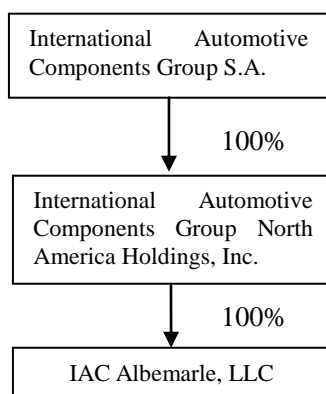 International Automotive
Components Group S.A.
100%
International Automotive
Components Group North
America Holdings, Inc.
100%
IAC Albemarle, LLC